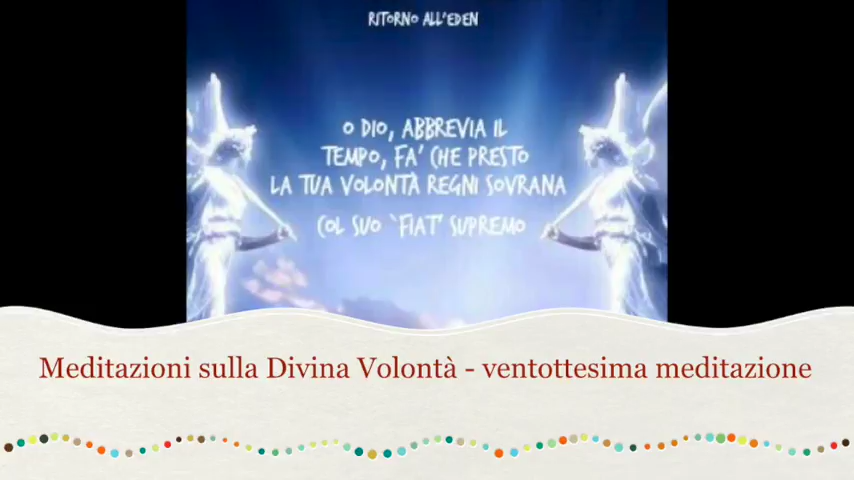 RITORNO ALL'EDEN
O DIO, ABBREVIA IL
TEMPO, FA' CHE PRESTO
LA TUA VOLONTÀ REGNI SOVRANA
COL SUO `FIAT' SUPREMO
Meditazioni sulla Divina Volontà - ventottesima meditazione